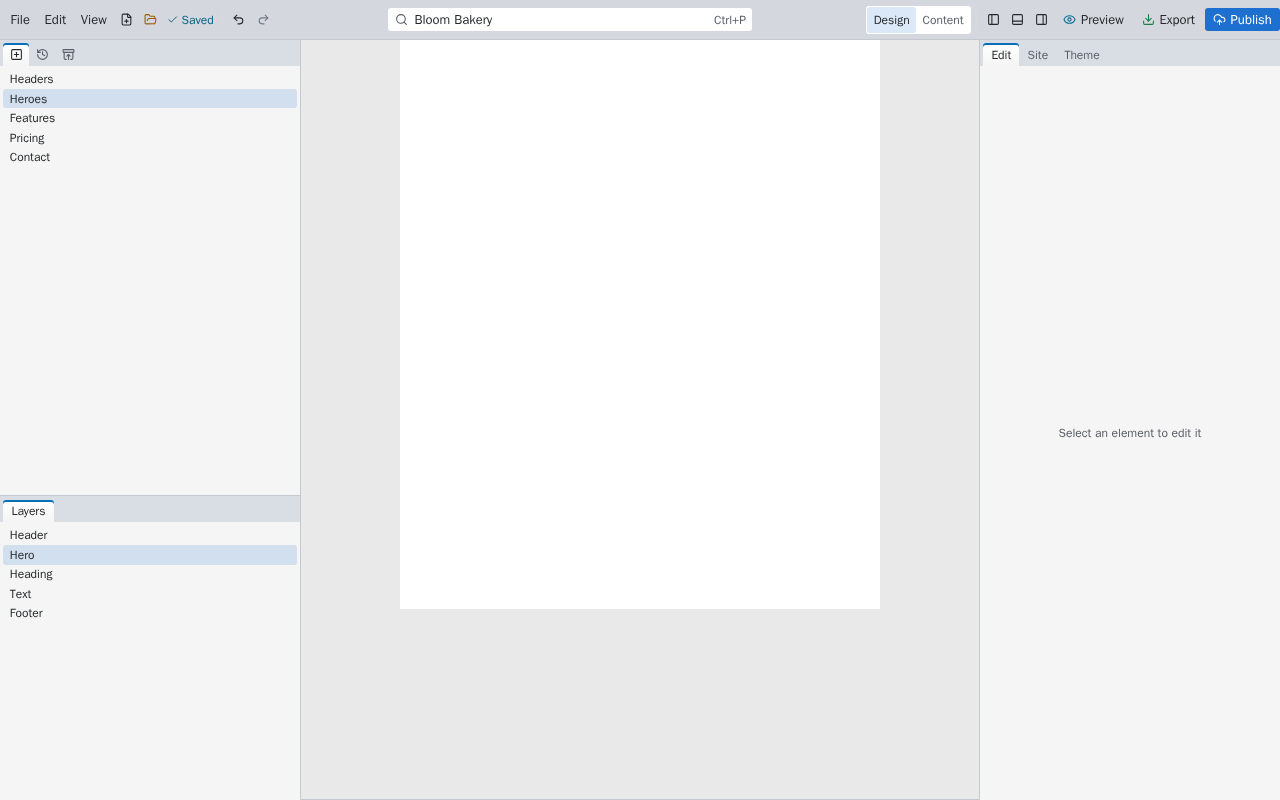 File Edit View Saved Bloom Bakery Ctrl+P Design Content Preview Export Publish
Edit Site Theme
Headers
Heroes
Features
Pricing
Contact
Select an element to edit it
Layers
Header
Hero
Heading
Text
Footer